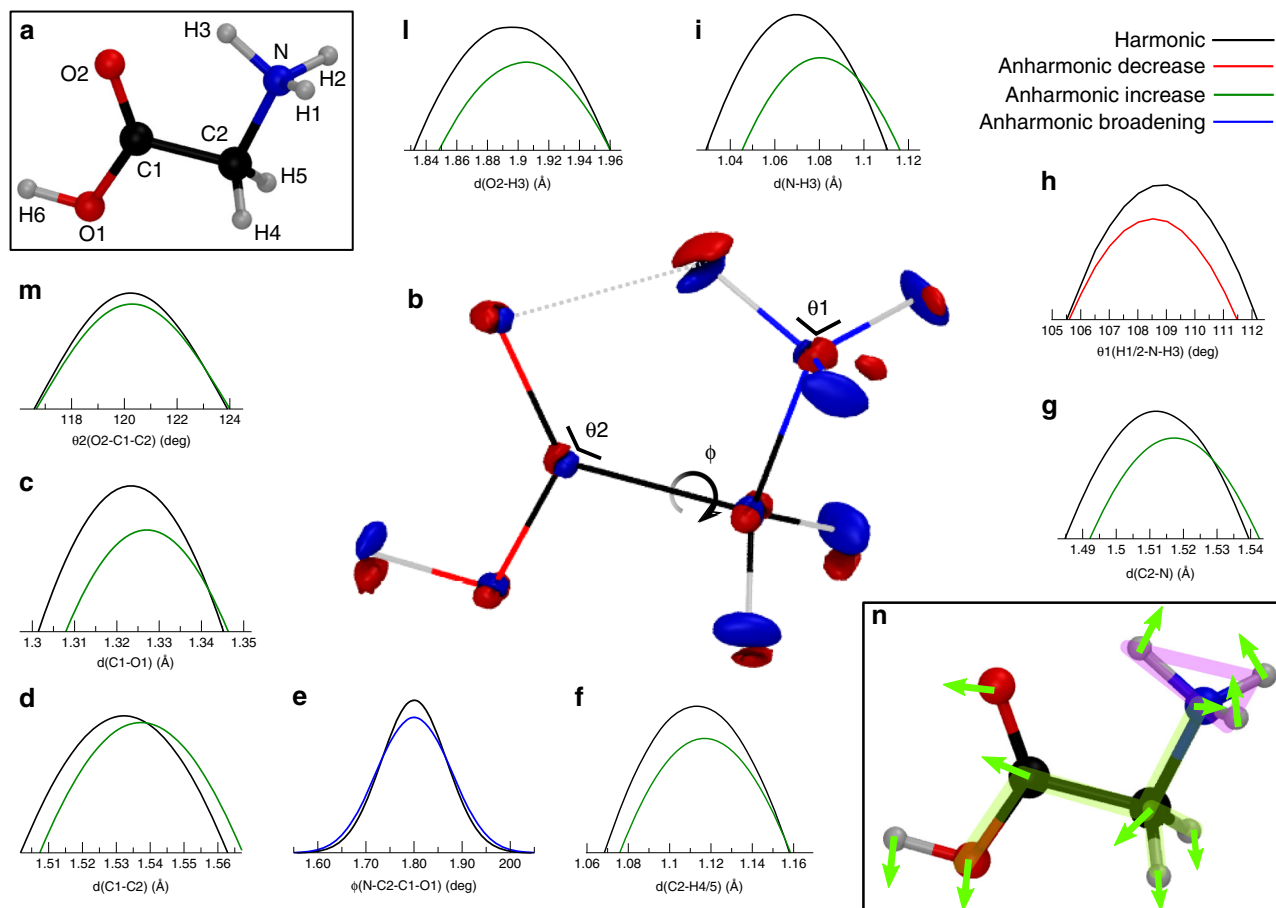 a
H3
N
O2
H2
H1
C2
C1
H5
H6
O1
H4
l
1.84 1.86 1.88 1.9 1.92 1.94 1.96
d(O2-H3) (Å)
i
1.04 1.06 1.08 1.10 1.12
d(N-H3) (Å)
Harmonic
Anharmonic decrease
Anharmonic increase
Anharmonic broadening
h
105 106 107 108 109 110 111 112
θ1(H1/2-N-H3) (deg)
m
118 120 122 124
θ2(O2-C1-C2) (deg)
b
θ1
θ2
ϕ
g
1.49 1.5 1.51 1.52 1.53 1.54
d(C2-N) (Å)
c
1.3 1.31 1.32 1.33 1.34 1.35
d(C1-O1) (Å)
d
1.51 1.52 1.53 1.54 1.55 1.56
d(C1-C2) (Å)
e
1.60 1.70 1.80 1.90 2.00
ϕ(N-C2-C1-O1) (deg)
f
1.06 1.08 1.1 1.12 1.14 1.16
d(C2-H4/5) (Å)
n